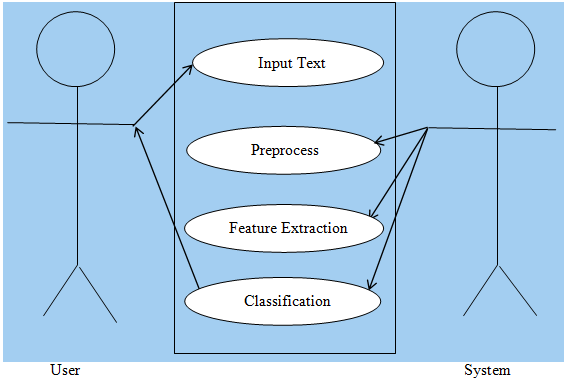 Input Text
Preprocess
Feature Extraction
Classification
User
System